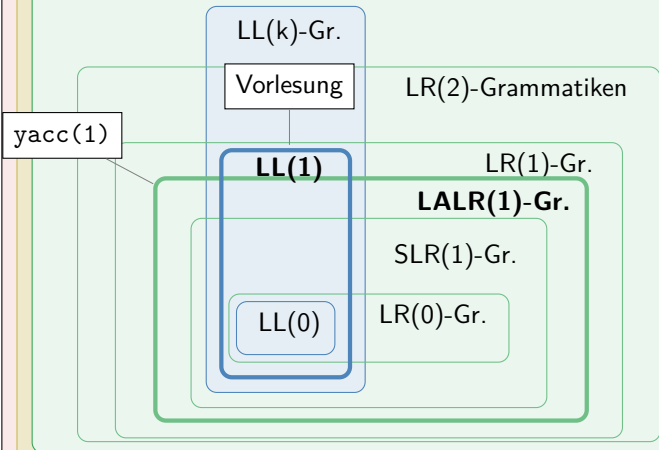 LL(k)-Gr.
Vorlesung
LR(2)-Grammatiken
yacc(1)
LL(1)
LR(1)-Gr.
LALR(1)-Gr.
SLR(1)-Gr.
LL(0)
LR(0)-Gr.